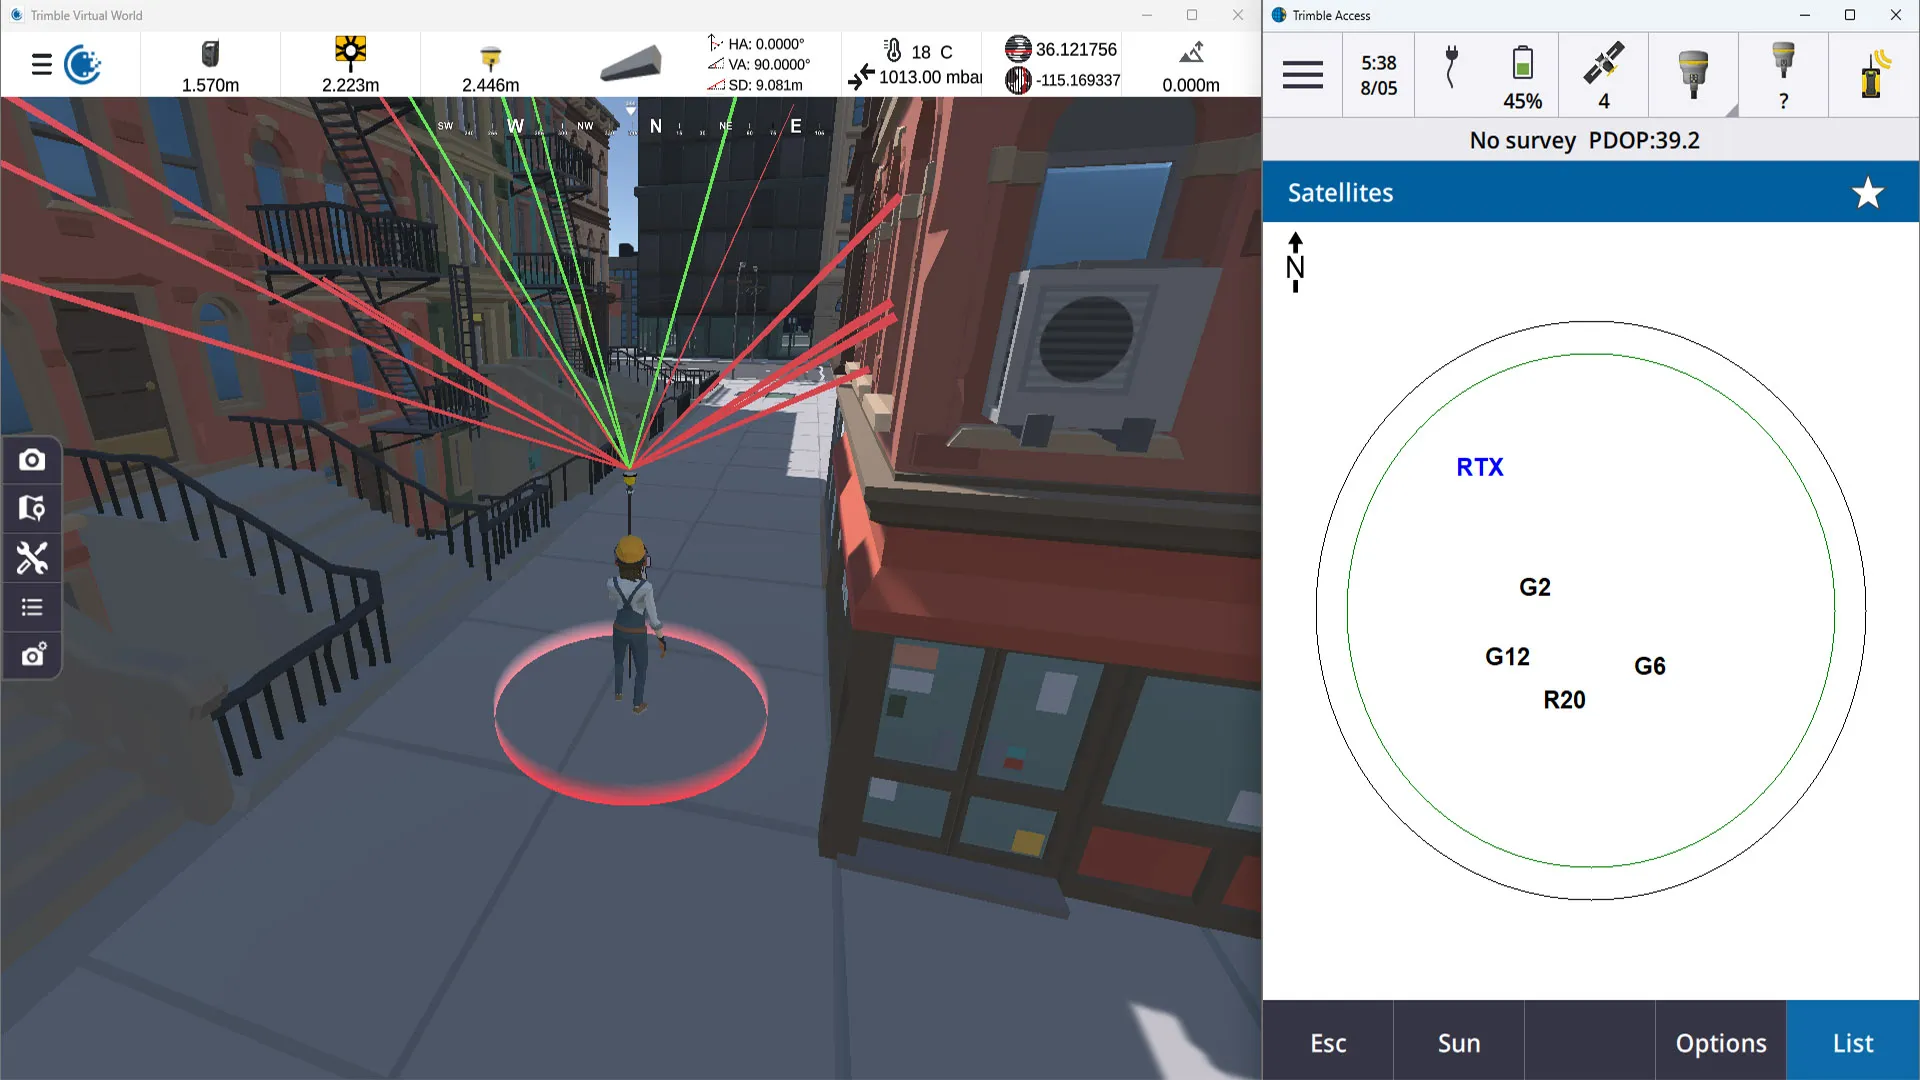 Trimble Virtual World
1.570m
2.223m
2.446m
HA: 0.0000°
VA: 90.0000°
SD: 9.081m
18 C
1013.00 mbar
36.121756
-115.169337
0.000m
SW
W
NW
N
NE
E
Trimble Access
5:38
8/05
45%
4
?
No survey PDOP:39.2
Satellites
N
RTX
G2
G12
G6
R20
Esc
Sun
Options
List